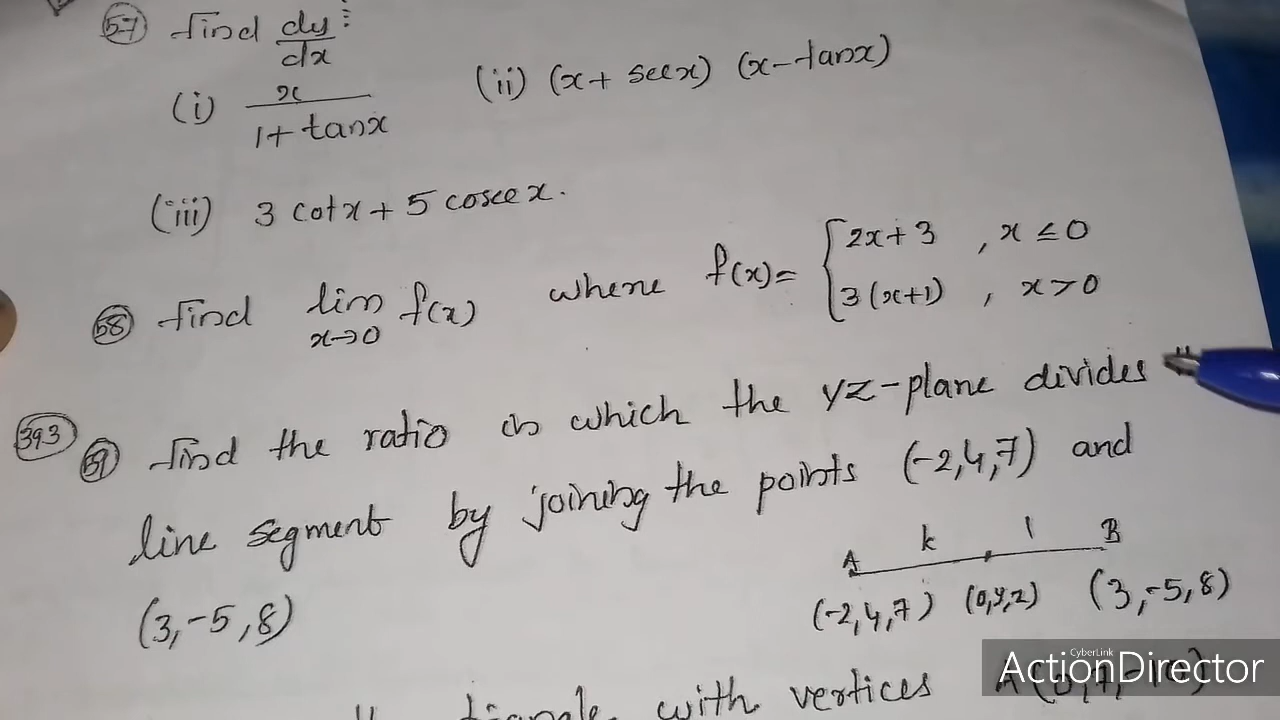 57 find dy/dx :
(i) x / 1+ tanx (ii) (x+ secx) (x-tanx)
(iii) 3 cotx + 5 cosec x.
58 find lim x→0 f(x) where f(x)= { 2x+3 , x ≤ 0
3(x+1) , x>0
393 59 find the ratio in which the YZ-plane divides
line segment by joining the points (-2,4,7) and
A k 1 B
(3,-5,8) (-2,4,7) (0,y,z) (3,-5,8)
with vertices
CyberLink
ActionDirector